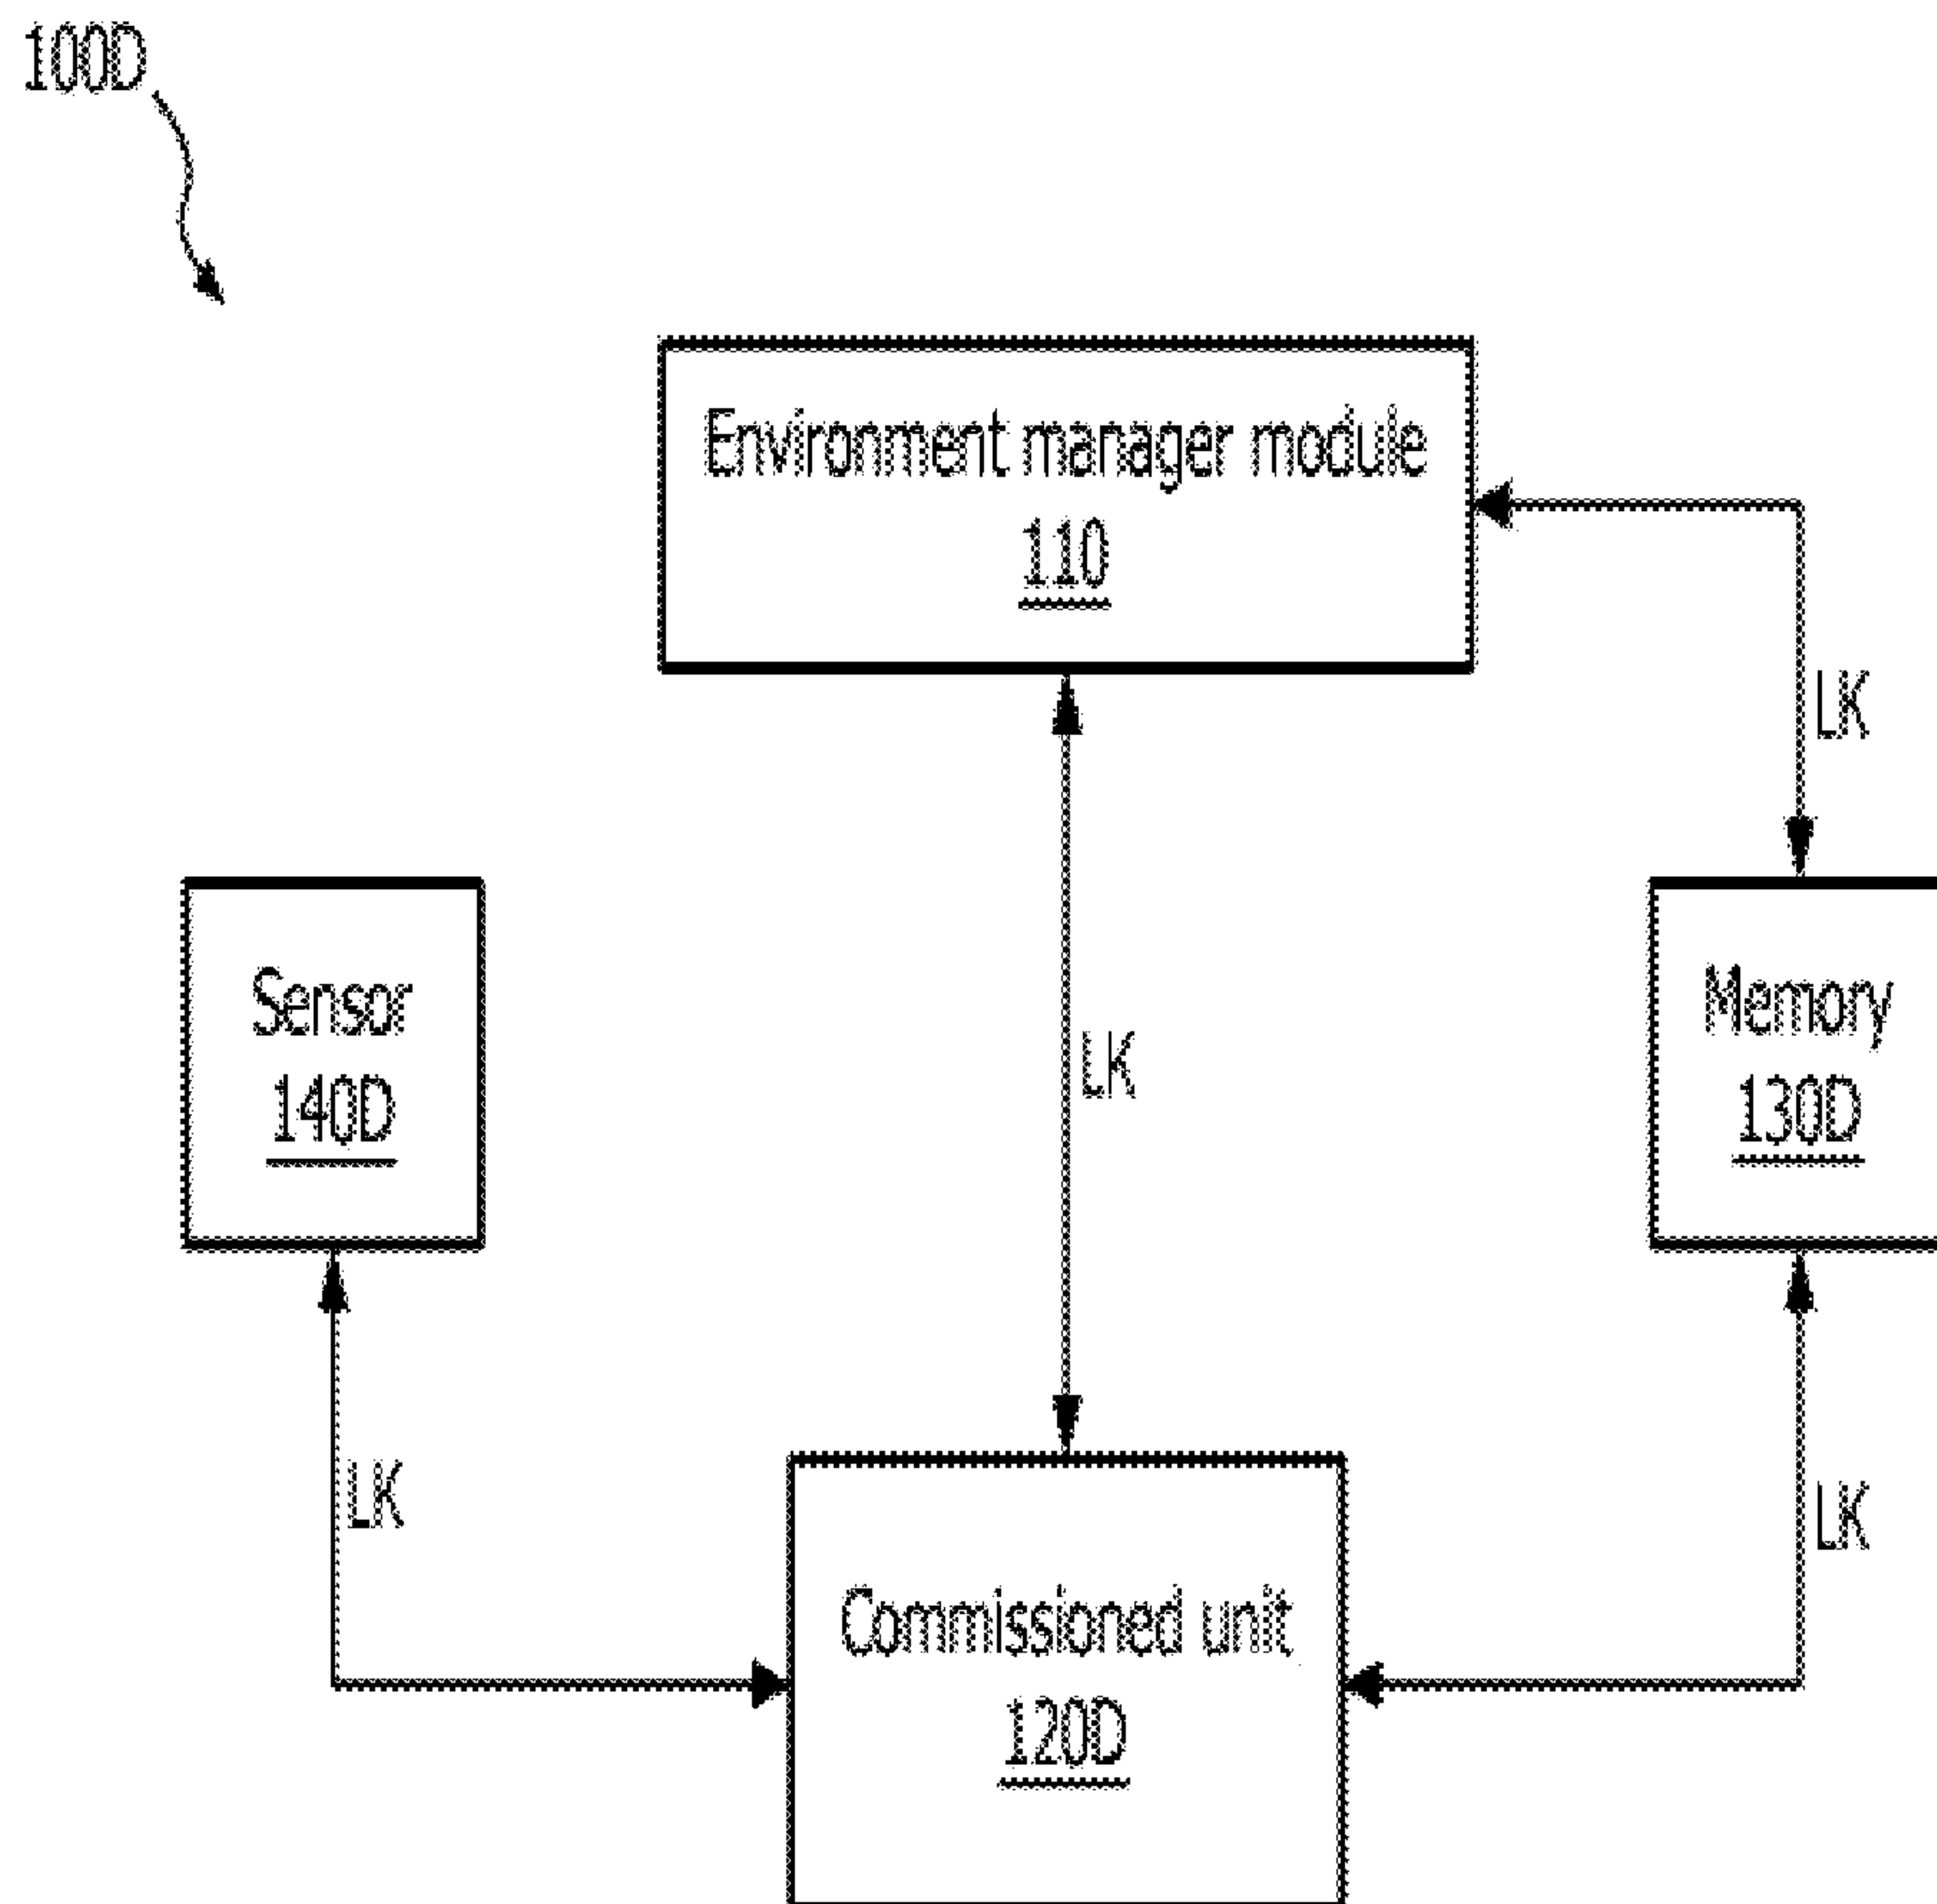 100D
Environment manager module
110
LK
Sensor
140D
LK
Memory
130D
LK
LK
Commissioned unit
120D